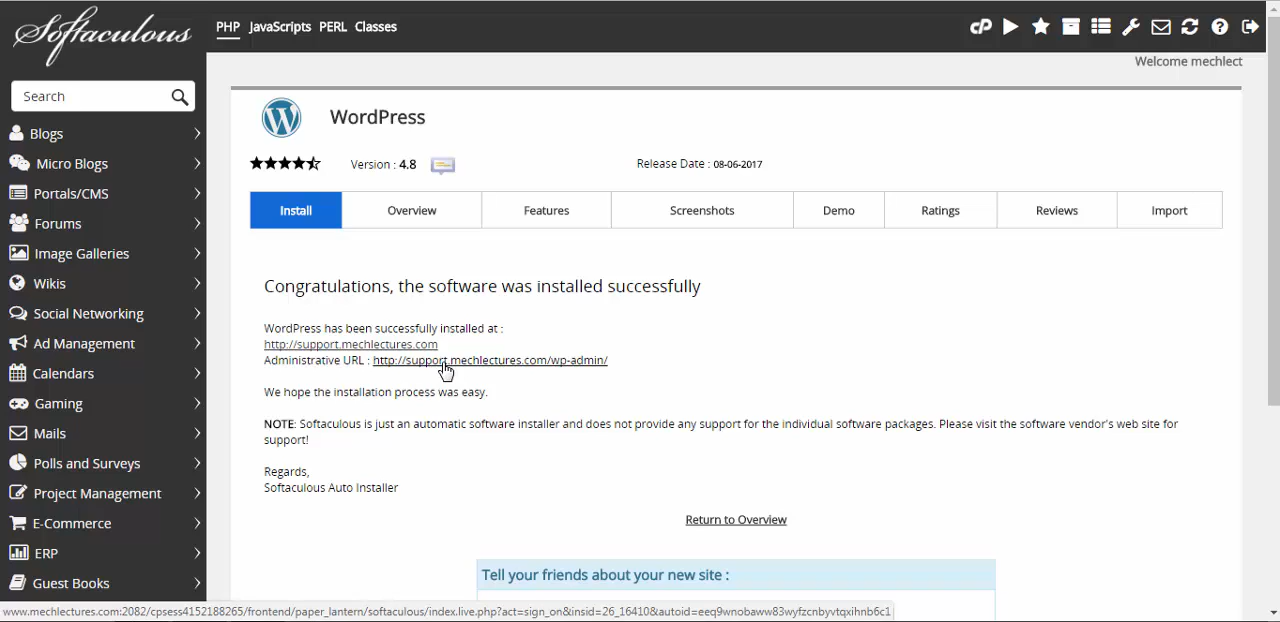 Softaculous
PHP JavaScripts PERL Classes
cP
Welcome mechlect
Search
Blogs
Micro Blogs
Portals/CMS
Forums
Image Galleries
Wikis
Social Networking
Ad Management
Calendars
Gaming
Mails
Polls and Surveys
Project Management
E-Commerce
ERP
Guest Books
WordPress
Version : 4.8
Release Date : 08-06-2017
Install Overview Features Screenshots Demo Ratings Reviews Import
Congratulations, the software was installed successfully
WordPress has been successfully installed at :
http://support.mechlectures.com
Administrative URL : http://support.mechlectures.com/wp-admin/
We hope the installation process was easy.
NOTE: Softaculous is just an automatic software installer and does not provide any support for the individual software packages. Please visit the software vendor's web site for
support!
Regards,
Softaculous Auto Installer
Return to Overview
Tell your friends about your new site :
www.mechlectures.com:2082/cpsess4152188265/frontend/paper_lantern/softaculous/index.live.php?act=sign_on&insid=26_16410&autoid=eeq9wnobaww83wyfzcnbyvtqxihnb6c1